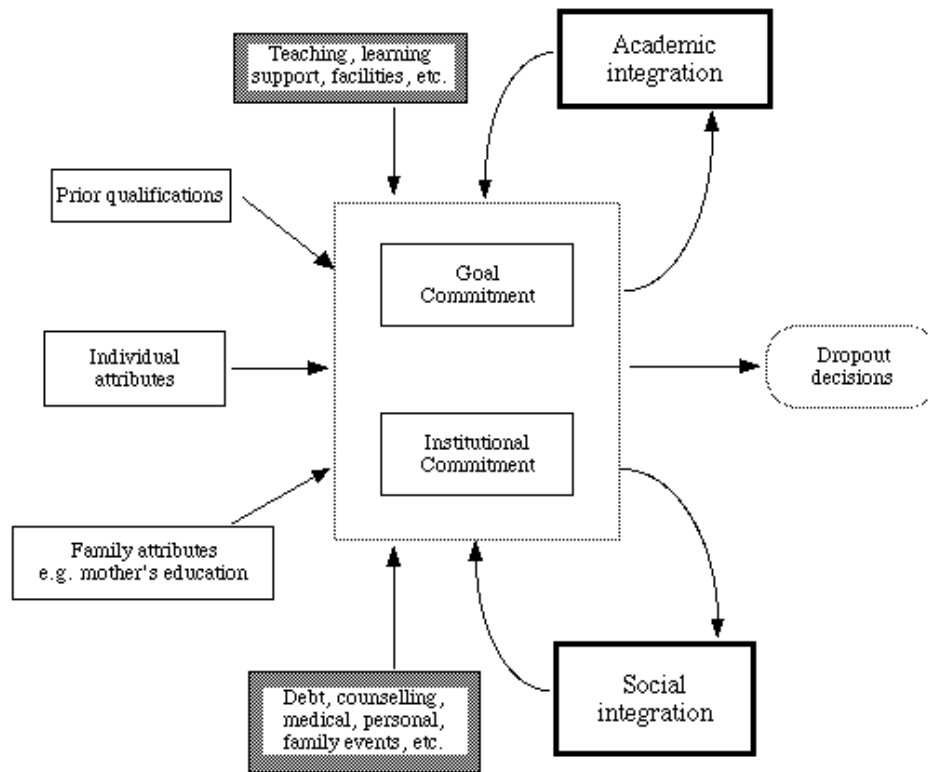 Teaching, learning
support, facilities, etc.
Academic
integration
Prior qualifications
Goal
Commitment
Individual
attributes
Dropout
decisions
Institutional
Commitment
Family attributes
e.g. mother's education
Debt, counselling,
medical, personal,
family events, etc.
Social
integration